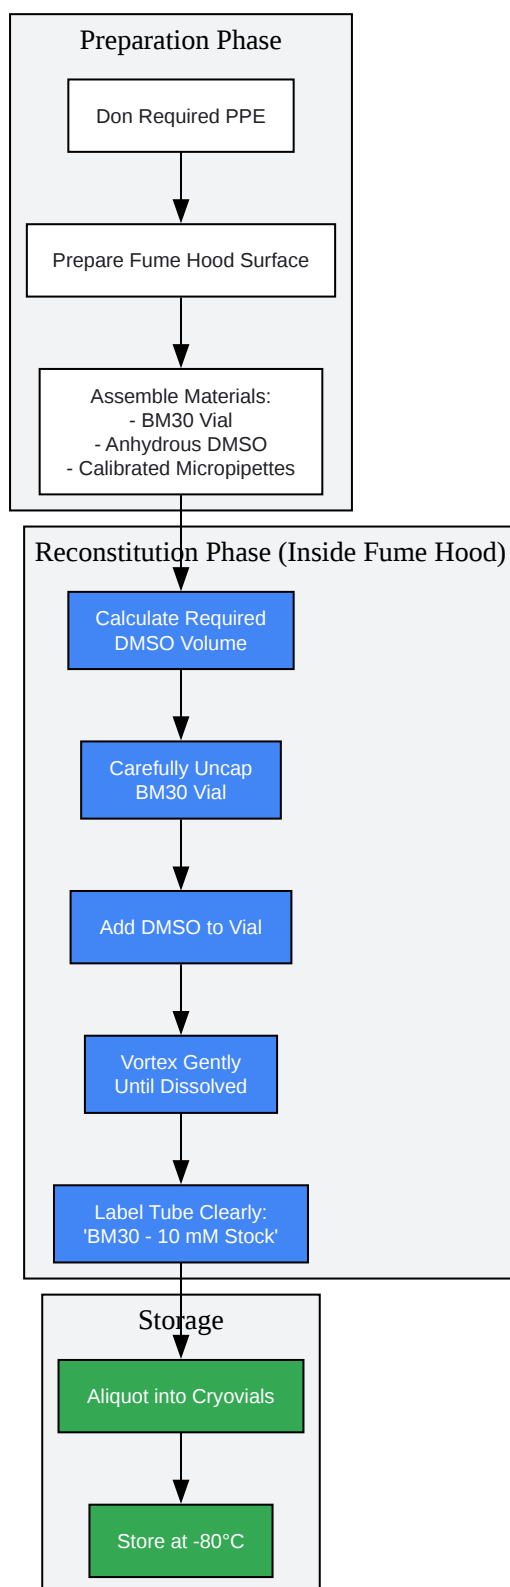 Preparation Phase
Don Required PPE
Prepare Fume Hood Surface
Assemble Materials:
- BM30 Vial
- Anhydrous DMSO
- Calibrated Micropipettes
Reconstitution Phase (Inside Fume Hood)
Calculate Required
DMSO Volume
Carefully Uncap
BM30 Vial
Add DMSO to Vial
Vortex Gently
Until Dissolved
Label Tube Clearly:
'BM30 - 10 mM Stock'
Storage
Aliquot into Cryovials
Store at -80°C